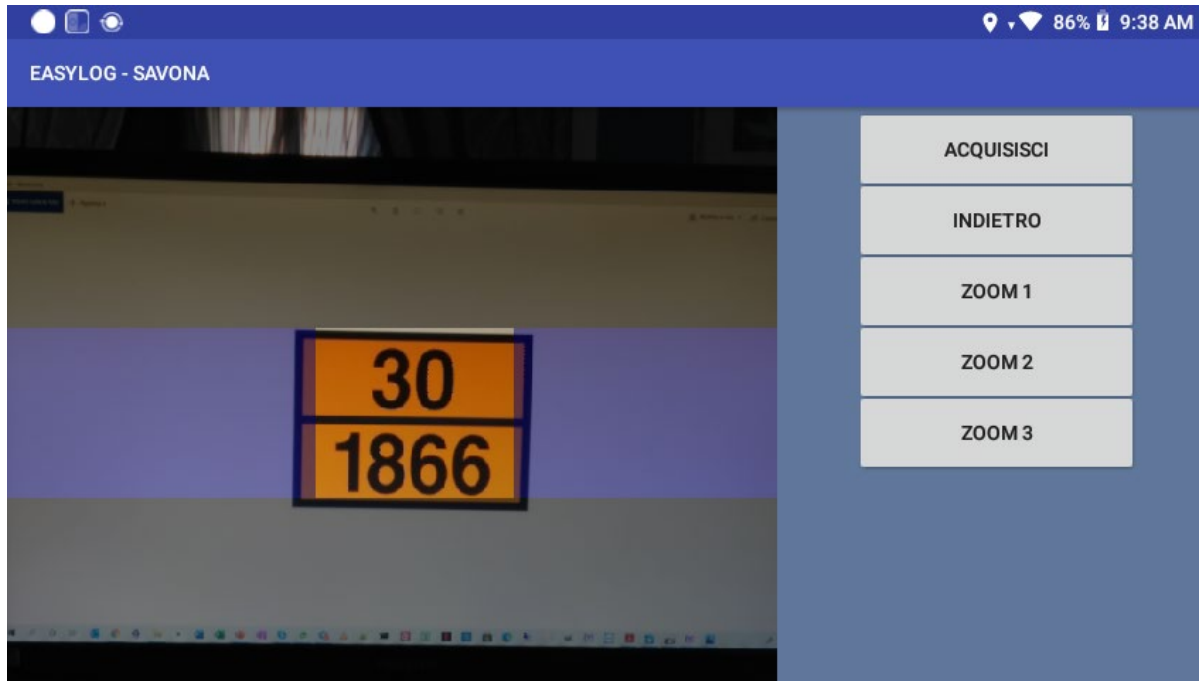 86% 9:38 AM
EASYLOG - SAVONA
30
1866
ACQUISISCI
INDIETRO
ZOOM 1
ZOOM 2
ZOOM 3